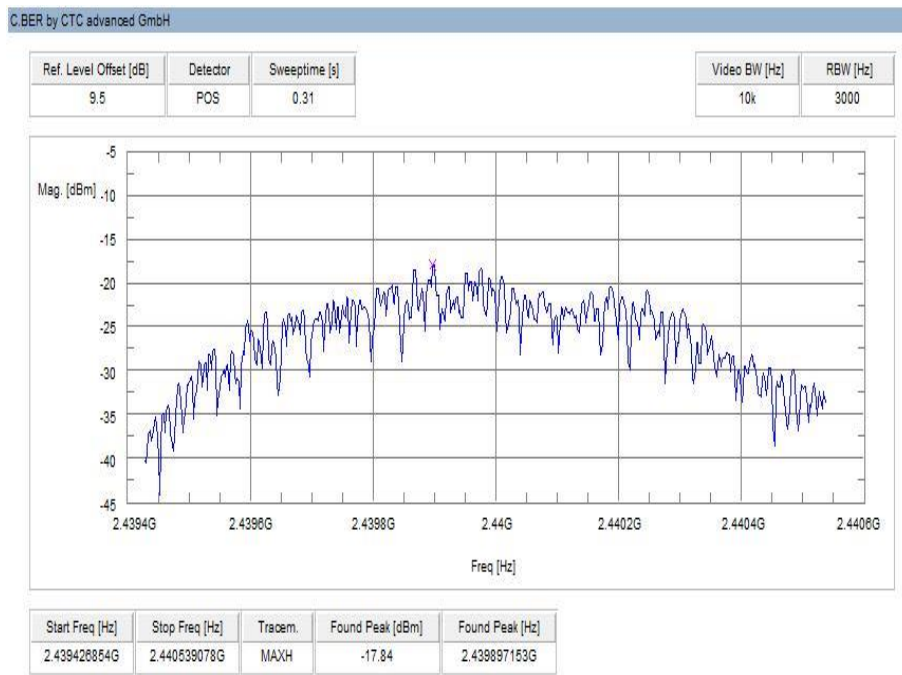 C.BER by CTC advanced GmbH
Ref. Level Offset [dB] Detector Sweeptime [s] Video BW [Hz] RBW [Hz]
9.5 POS 0.31 10k 3000
-5
Mag. [dBm] -10
-15
-20
-25
-30
-35
-40
-45
2.4394G 2.4396G 2.4398G 2.44G 2.4402G 2.4404G 2.4406G
Freq [Hz]
Start Freq [Hz] Stop Freq [Hz] Tracem. Found Peak [dBm] Found Peak [Hz]
2.439426854G 2.440539078G MAXH -17.84 2.439897153G